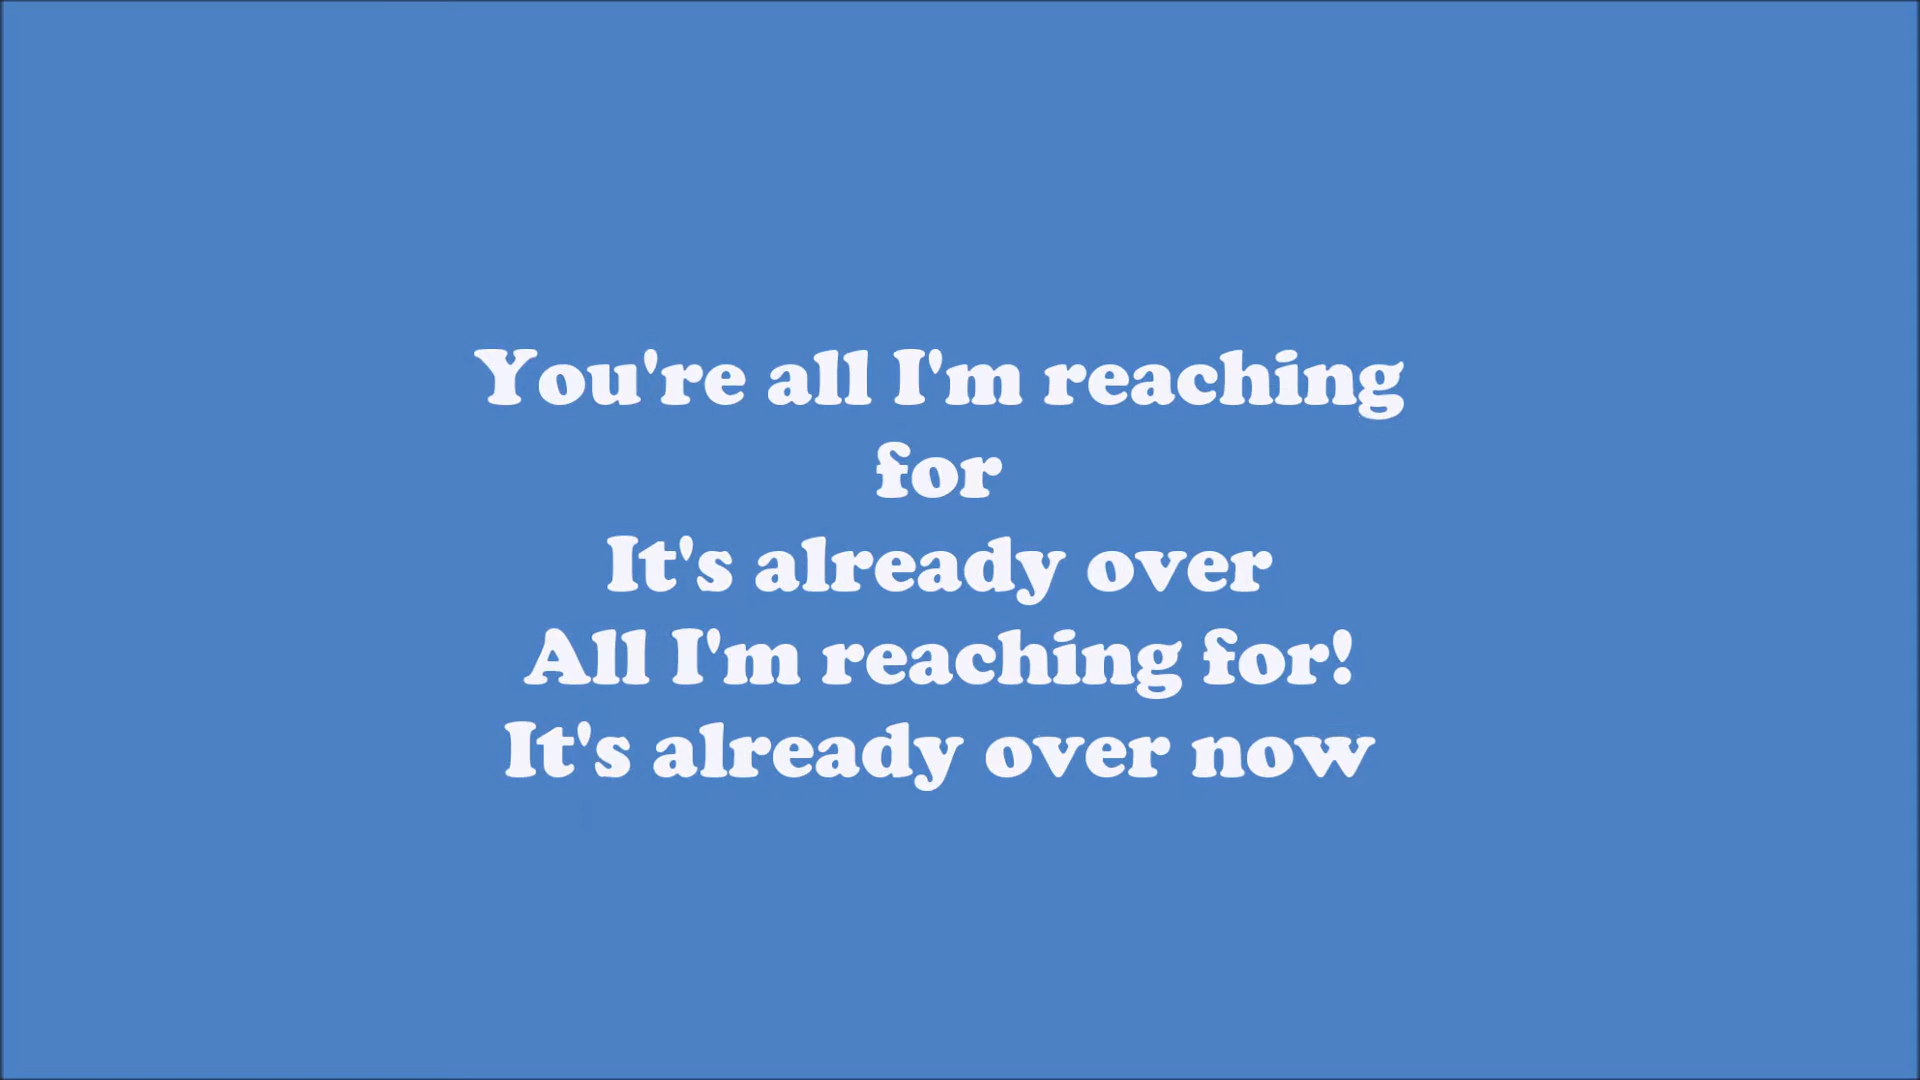 You're all I'm reaching
for
It's already over
All I'm reaching for!
It's already over now